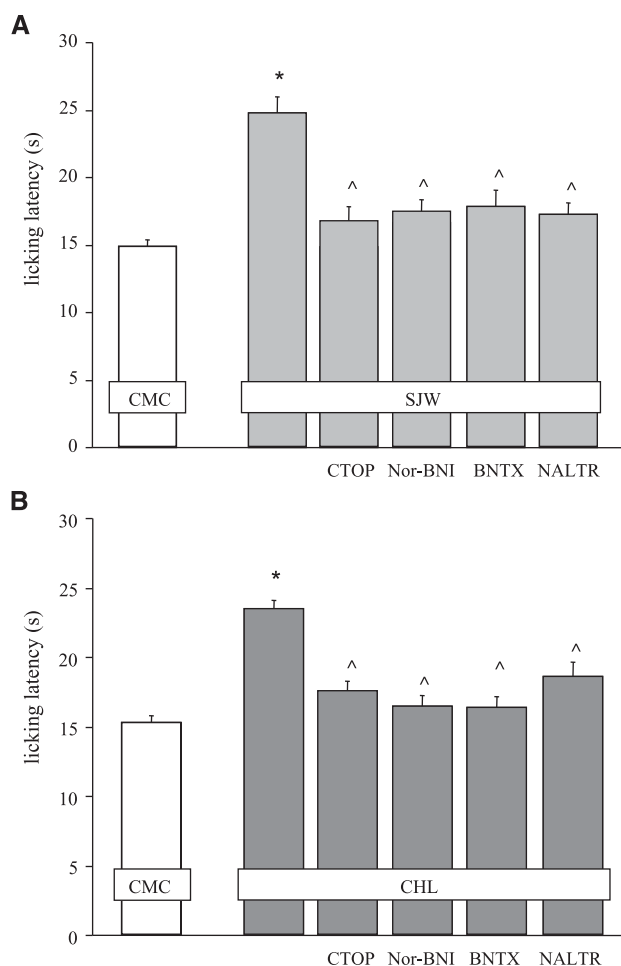 A
30
25
20
15
10
5
0
licking latency (s)
*
^ ^ ^ ^
CMC SJW
CTOP Nor-BNI BNTX NALTR
B
30
25
20
15
10
5
0
licking latency (s)
*
^ ^ ^ ^
CMC CHL
CTOP Nor-BNI BNTX NALTR